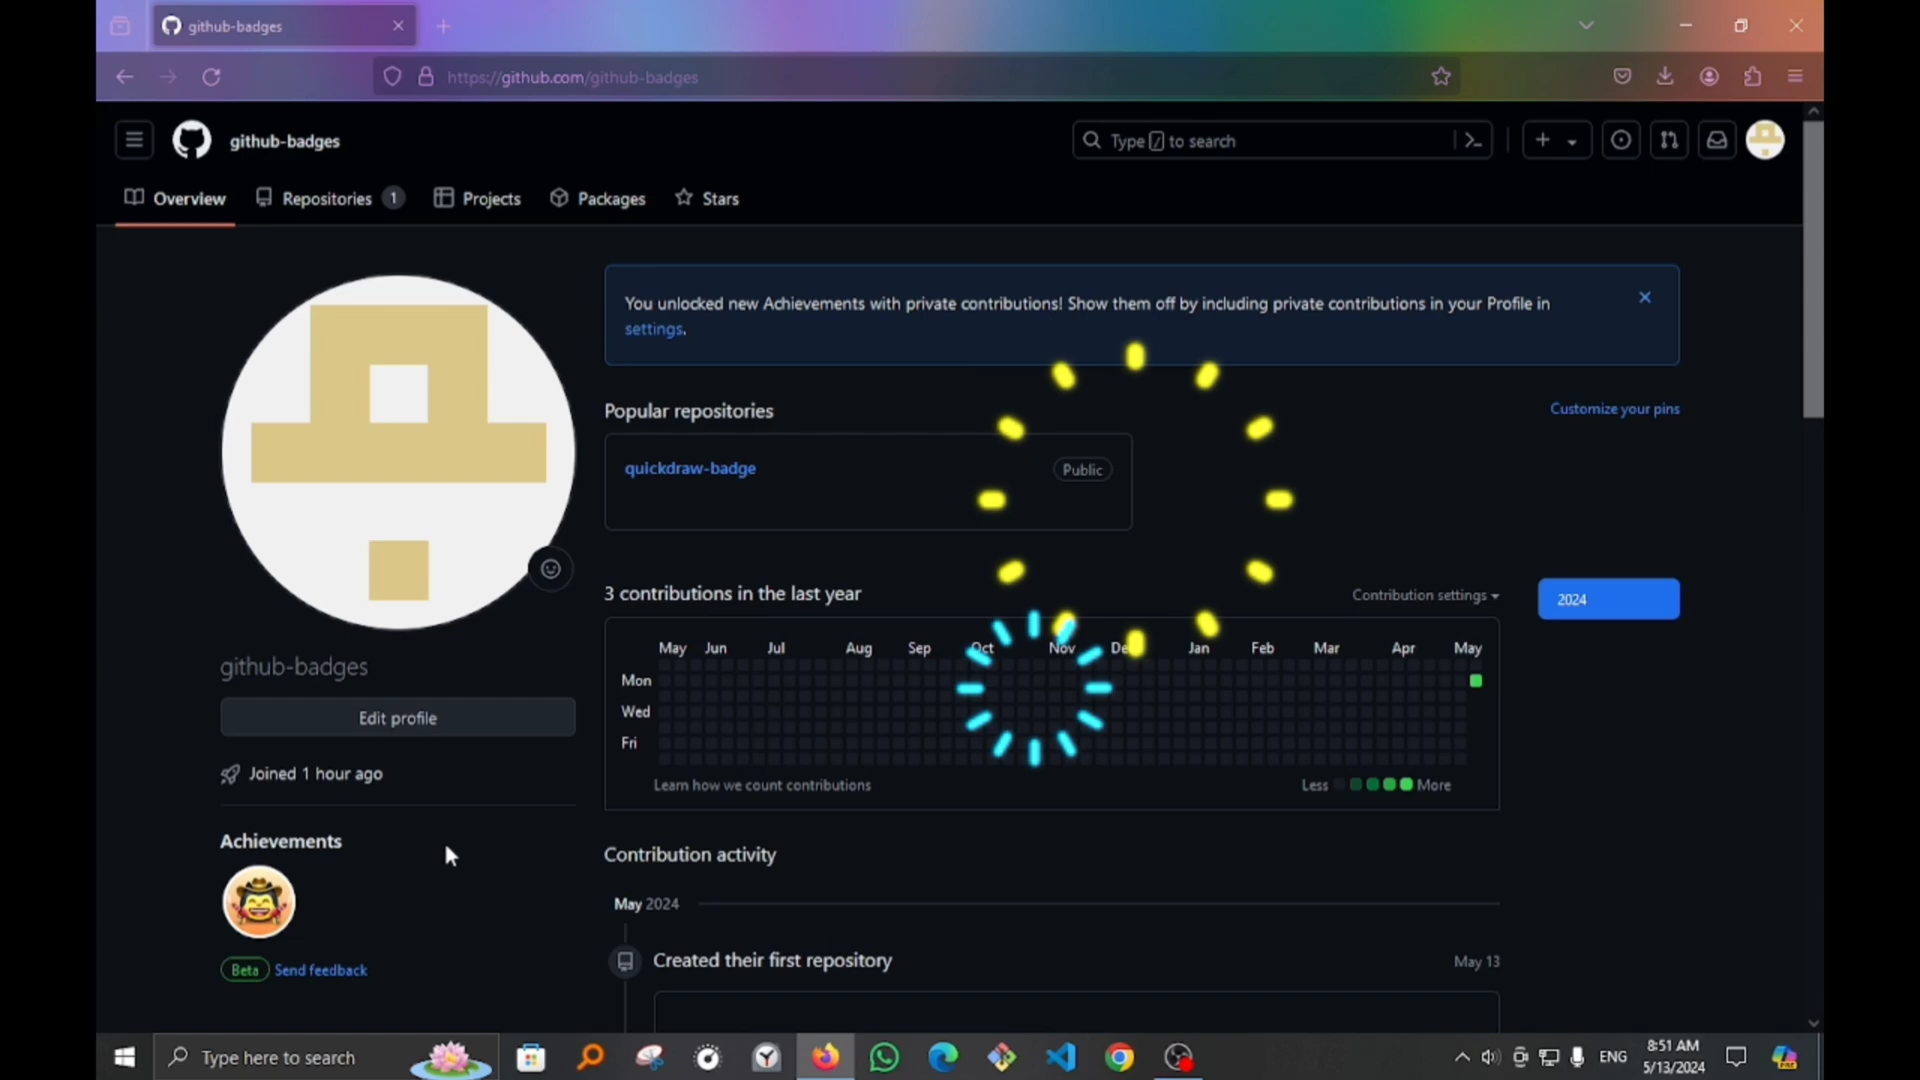 github-badges
https://github.com/github-badges
github-badges
Type / to search
Overview
Repositories 1
Projects
Packages
Stars
You unlocked new Achievements with private contributions! Show them off by including private contributions in your Profile in
settings.
Popular repositories
Customize your pins
quickdraw-badge
Public
3 contributions in the last year
Contribution settings
2024
May Jun Jul Aug Sep Oct Nov Jan Feb Mar Apr May
Mon
Wed
Fri
Learn how we count contributions
Less
More
github-badges
Edit profile
Joined 1 hour ago
Achievements
Beta Send feedback
Contribution activity
May 2024
Created their first repository
May 13
Type here to search
ENG
8:51 AM
5/13/2024